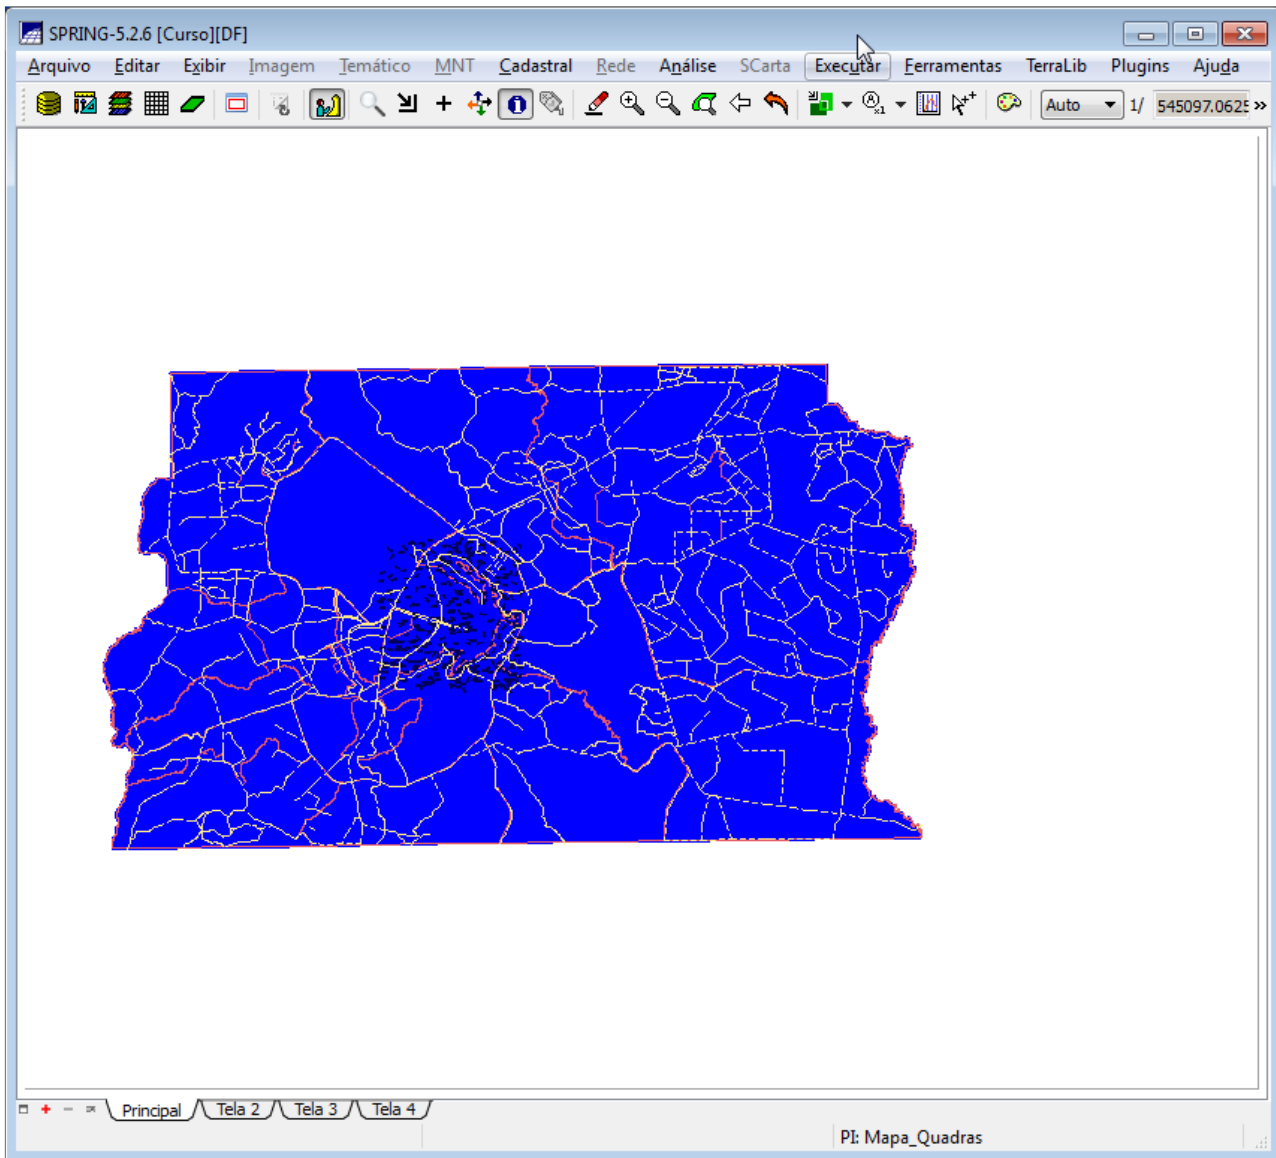 SPRING-5.2.6 [Curso][DF]
Arquivo Editar Exibir Imagem Temático MNT Cadastral Rede Análise SCarta Executar Ferramentas TerraLib Plugins Ajuda
Auto 1/ 545097.0625 »
Principal Tela 2 Tela 3 Tela 4
PI: Mapa_Quadras